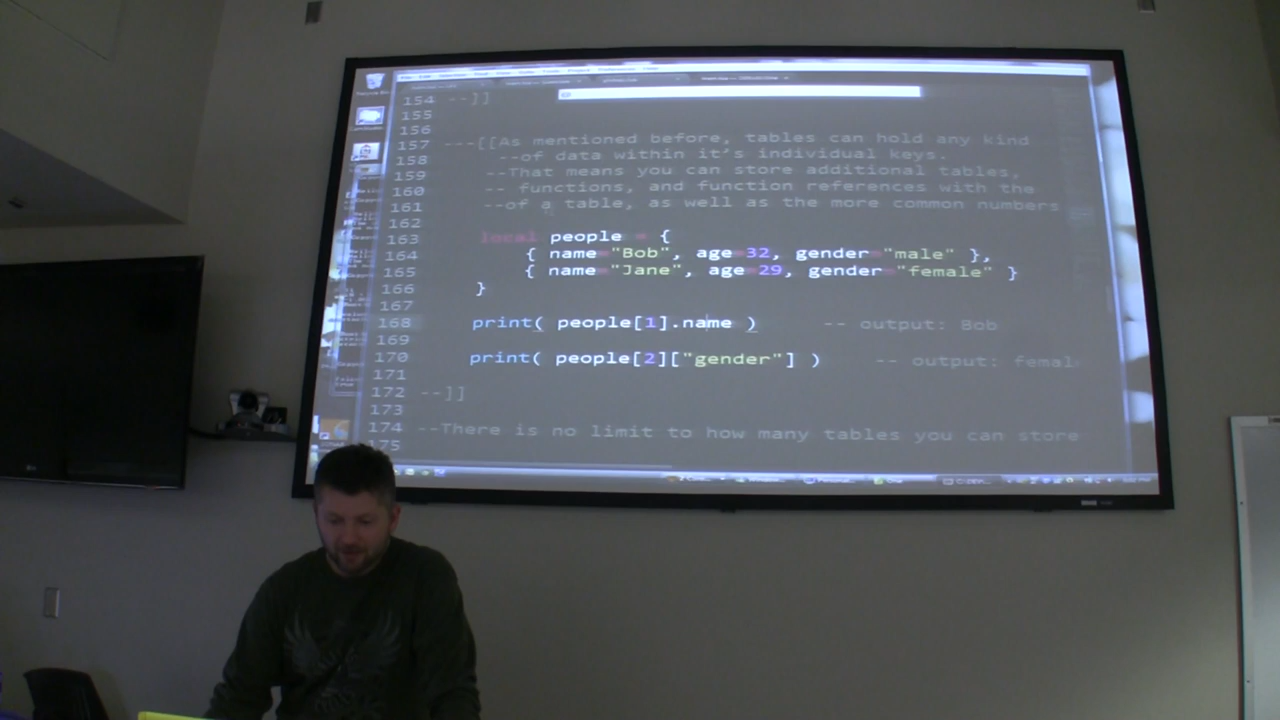 154 --]]
155
156
157 ---[[As mentioned before, tables can hold any kind
158 --of data within it's individual keys.
159 --That means you can store additional tables,
160 -- functions, and function references with the
161 --of a table, as well as the more common numbers
162
163 local people = {
164 { name="Bob", age=32, gender="male" },
165 { name="Jane", age=29, gender="female" }
166 }
167
168 print( people[1].name ) -- output: Bob
169
170 print( people[2]["gender"] ) -- output: femal
171
172 --]]
173
174 --There is no limit to how many tables you can store
175